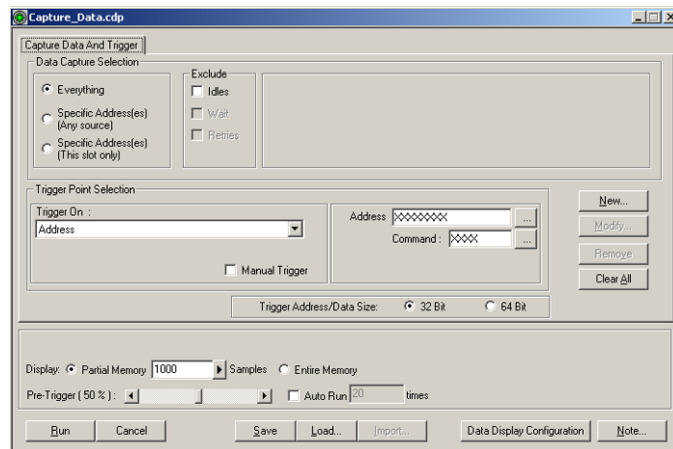 Capture_Data.cdp
Capture Data And Trigger
Data Capture Selection
Everything
Specific Address(es)
(Any source)
Specific Address(es)
(This slot only)
Exclude
Idles
Wait
Retries
Trigger Point Selection
Trigger On :
Address
Manual Trigger
Address XXXXXXXX ...
Command : XXXX ...
New...
Modify...
Remove
Clear All
Trigger Address/Data Size: 32 Bit 64 Bit
Display: Partial Memory 1000 Samples Entire Memory
Pre-Trigger ( 50 % ) : Auto Run 20 times
Run Cancel Save Load... Import... Data Display Configuration Note...